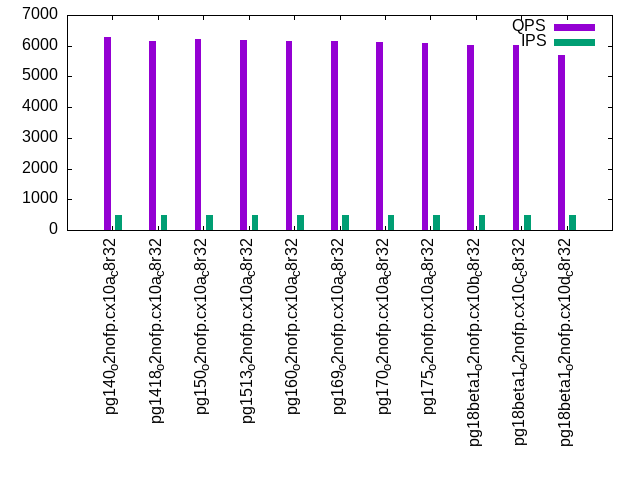 7000
6000
5000
4000
3000
2000
1000
0
QPS
IPS
pg140o2nofp.cx10ac8r32
pg1418o2nofp.cx10ac8r32
pg150o2nofp.cx10ac8r32
pg1513o2nofp.cx10ac8r32
pg160o2nofp.cx10ac8r32
pg169o2nofp.cx10ac8r32
pg170o2nofp.cx10ac8r32
pg175o2nofp.cx10ac8r32
pg18beta1o2nofp.cx10bc8r32
pg18beta1o2nofp.cx10cc8r32
pg18beta1o2nofp.cx10dc8r32